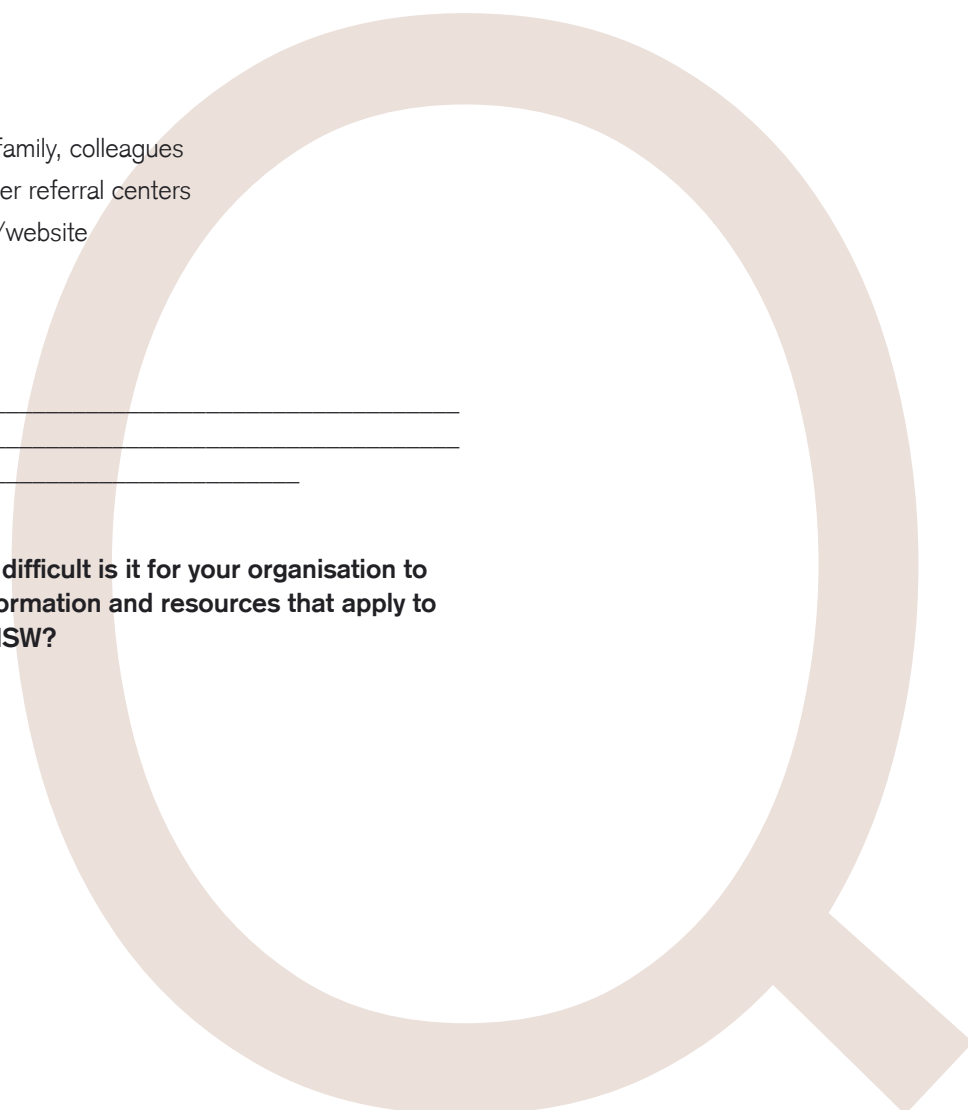 family, colleagues
er referral centers
/website
difficult is it for your organisation to
ormation and resources that apply to
NSW?